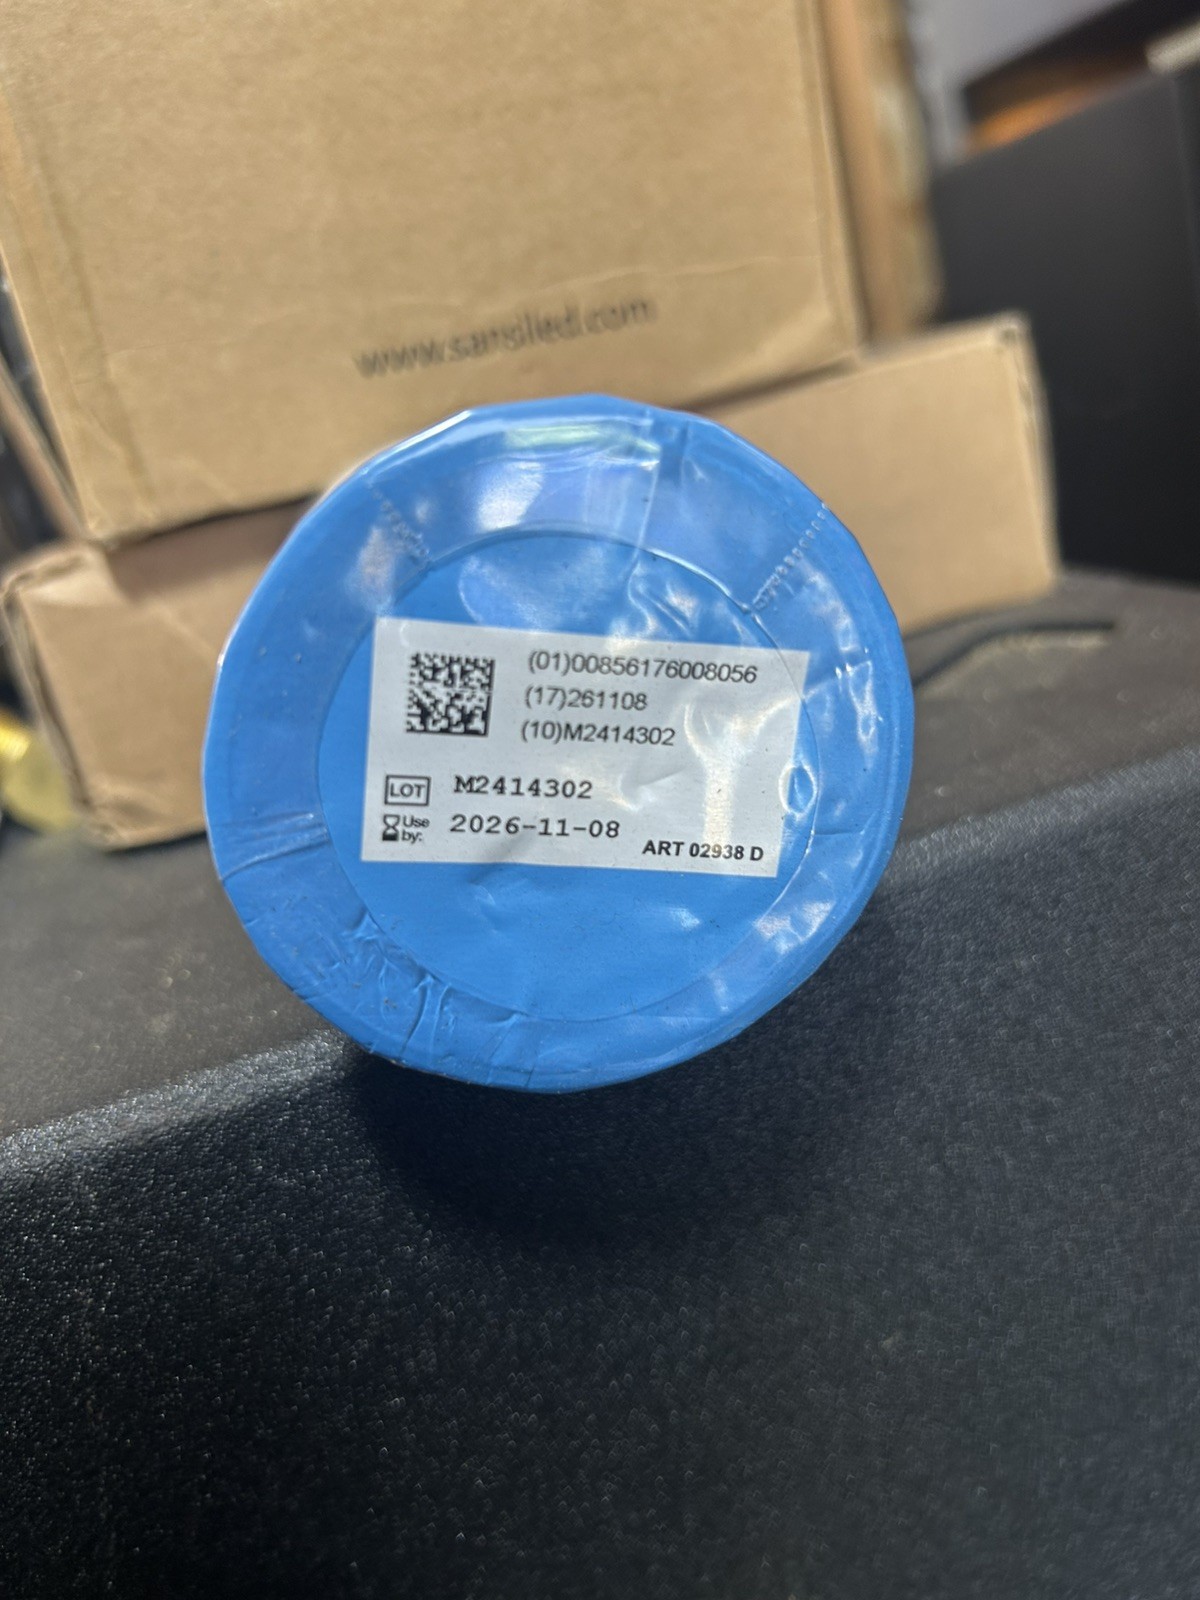 www.sansiled.com
(01)00856176008056
(17)261108
(10)M2414302
LOT M2414302
Use by: 2026-11-08
ART 02938 D